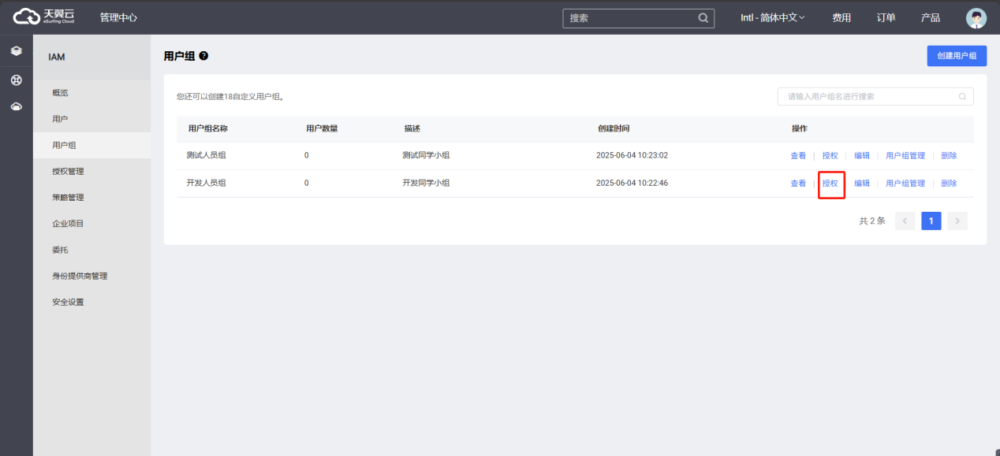 天翼云 eSurfing Cloud 管理中心 搜索 Intl - 简体中文 费用 订单 产品
IAM
概览
用户
用户组
授权管理
策略管理
企业项目
委托
身份提供商管理
安全设置
用户组 ? 创建用户组
您还可以创建18自定义用户组。 请输入用户组名进行搜索
用户组名称 用户数量 描述 创建时间 操作
测试人员组 0 测试同学小组 2025-06-04 10:23:02 查看 | 授权 | 编辑 | 用户组管理 | 删除
开发人员组 0 开发同学小组 2025-06-04 10:22:46 查看 | 授权 编辑 | 用户组管理 | 删除
共 2 条 < 1 >